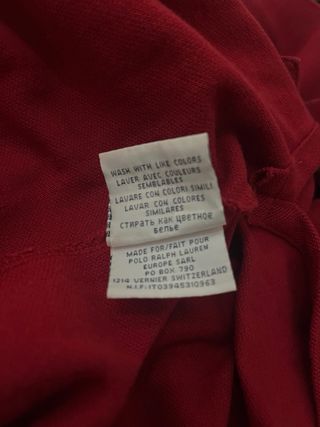 WASH WITH LIKE COLORS
LAVER AVEC COULEURS
SEMBLABLES
LAVARE CON COLORI SIMILI
LAVAR CON COLORES
SIMILARES
СТИРАТЬ КАК ЦВЕТНОЕ
БЕЛЬЕ
MADE FOR/FAIT POUR
POLO RALPH LAUREN
EUROPE SARL
PO BOX 790
1214 VERNIER SWITZERLAND
N.I.F:IT03945310963